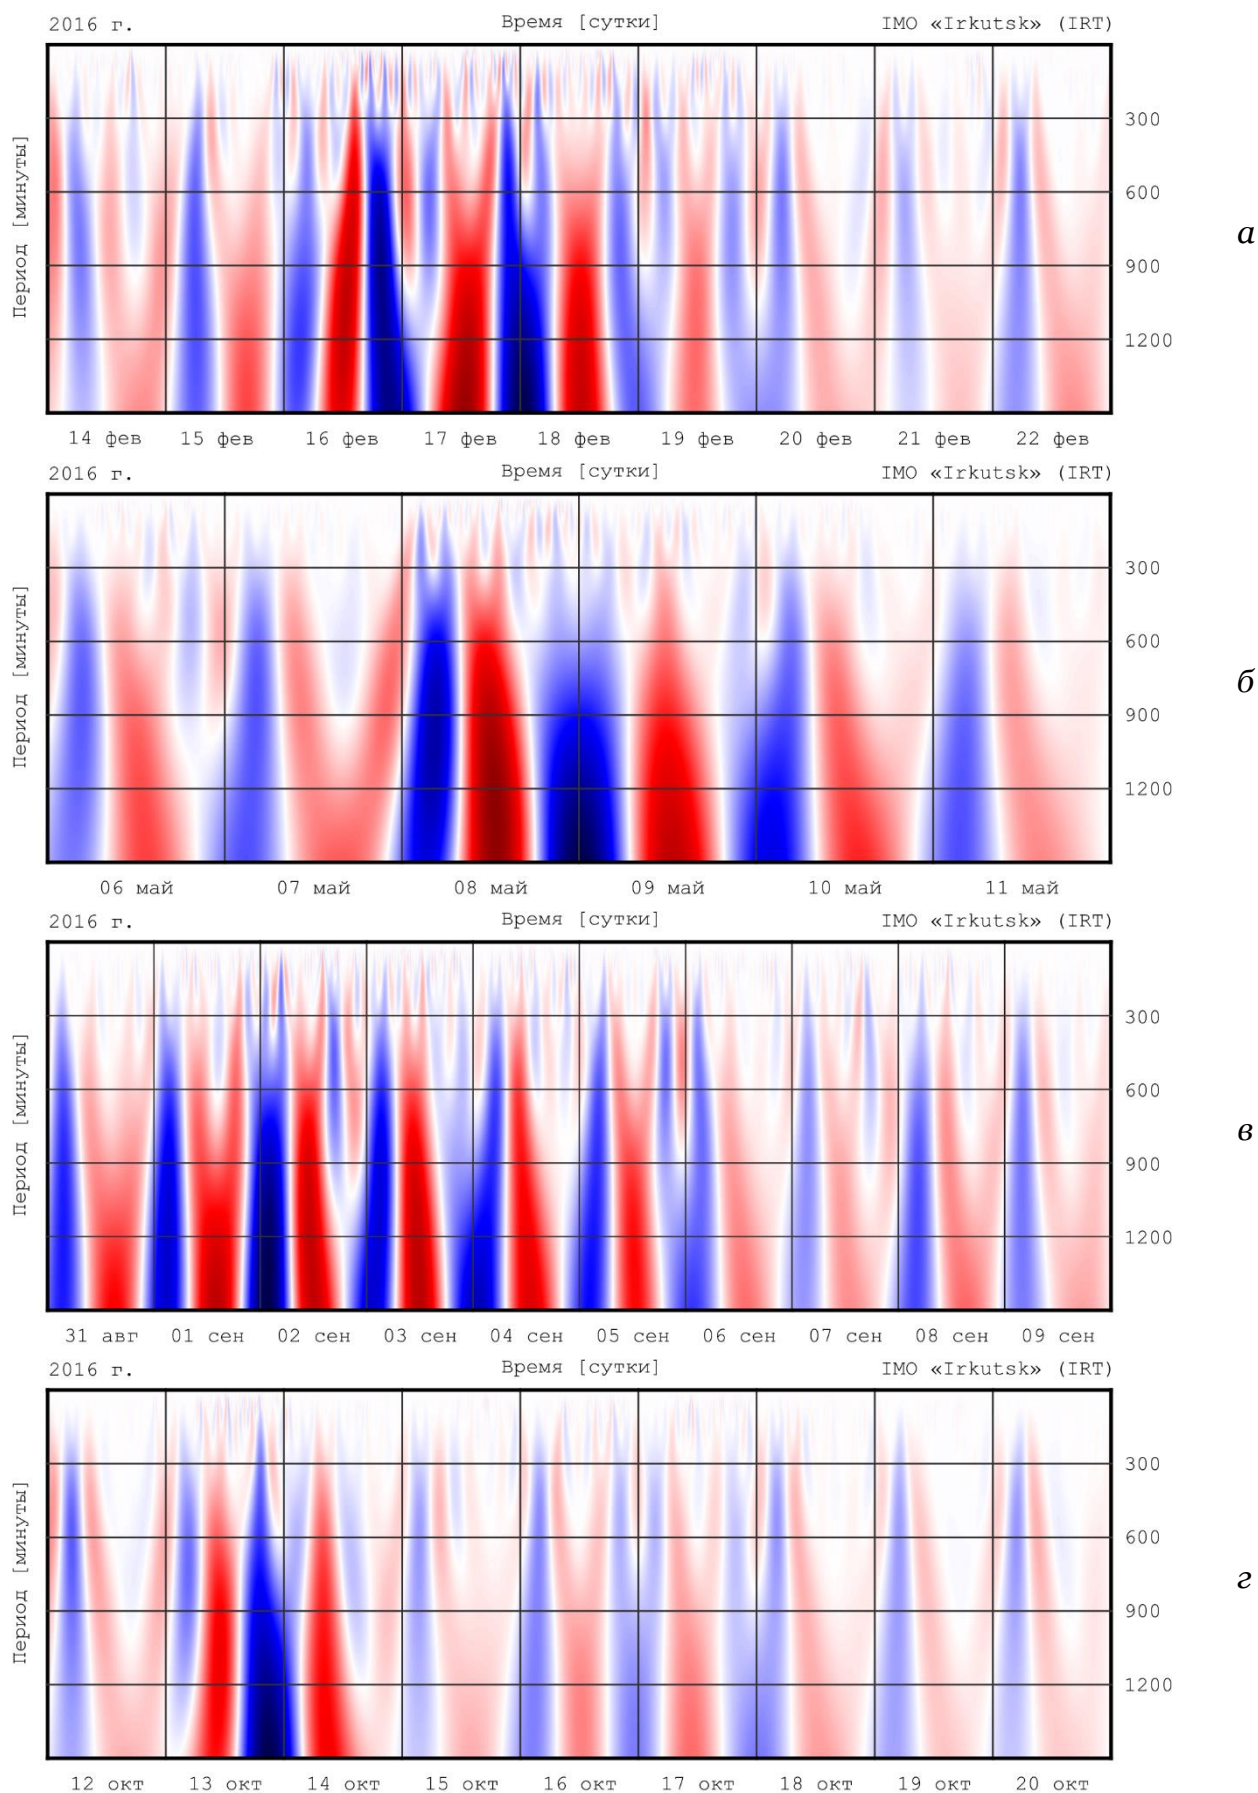 2016 г. Время [сутки] IMO «Irkutsk» (IRT)
Период [минуты]
300
600
900
1200
а
14 фев 15 фев 16 фев 17 фев 18 фев 19 фев 20 фев 21 фев 22 фев
2016 г. Время [сутки] IMO «Irkutsk» (IRT)
Период [минуты]
300
600
900
1200
б
06 май 07 май 08 май 09 май 10 май 11 май
2016 г. Время [сутки] IMO «Irkutsk» (IRT)
Период [минуты]
300
600
900
1200
в
31 авг 01 сен 02 сен 03 сен 04 сен 05 сен 06 сен 07 сен 08 сен 09 сен
2016 г. Время [сутки] IMO «Irkutsk» (IRT)
Период [минуты]
300
600
900
1200
г
12 окт 13 окт 14 окт 15 окт 16 окт 17 окт 18 окт 19 окт 20 окт